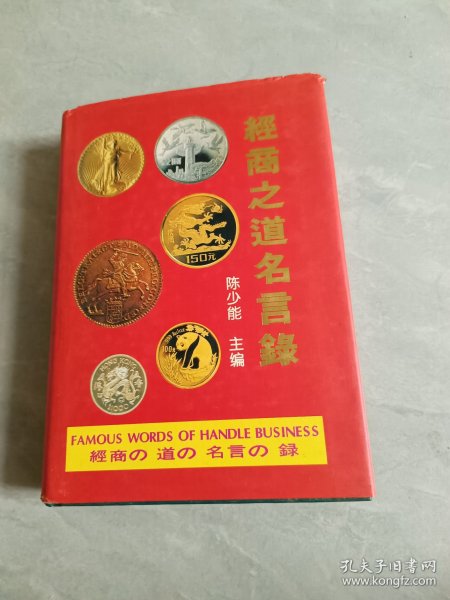 經商之道名言錄
陈少能 主编
150元
FAMOUS WORDS OF HANDLE BUSINESS
經商の 道の 名言の 録
孔夫子旧书网
www.kongfz.com